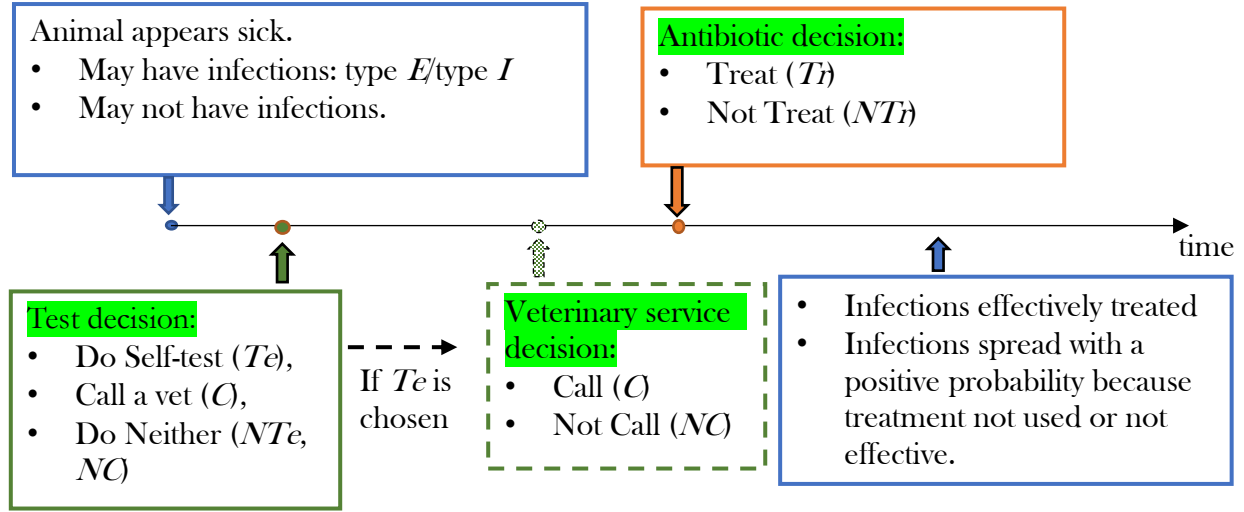 Animal appears sick.
• May have infections: type E/type I
• May not have infections.
Antibiotic decision:
• Treat (Tr)
• Not Treat (NTr)
time
Test decision:
• Do Self-test (Te),
• Call a vet (C),
• Do Neither (NTe,
NC)
If Te is
chosen
Veterinary service
decision:
• Call (C)
• Not Call (NC)
• Infections effectively treated
• Infections spread with a
positive probability because
treatment not used or not
effective.